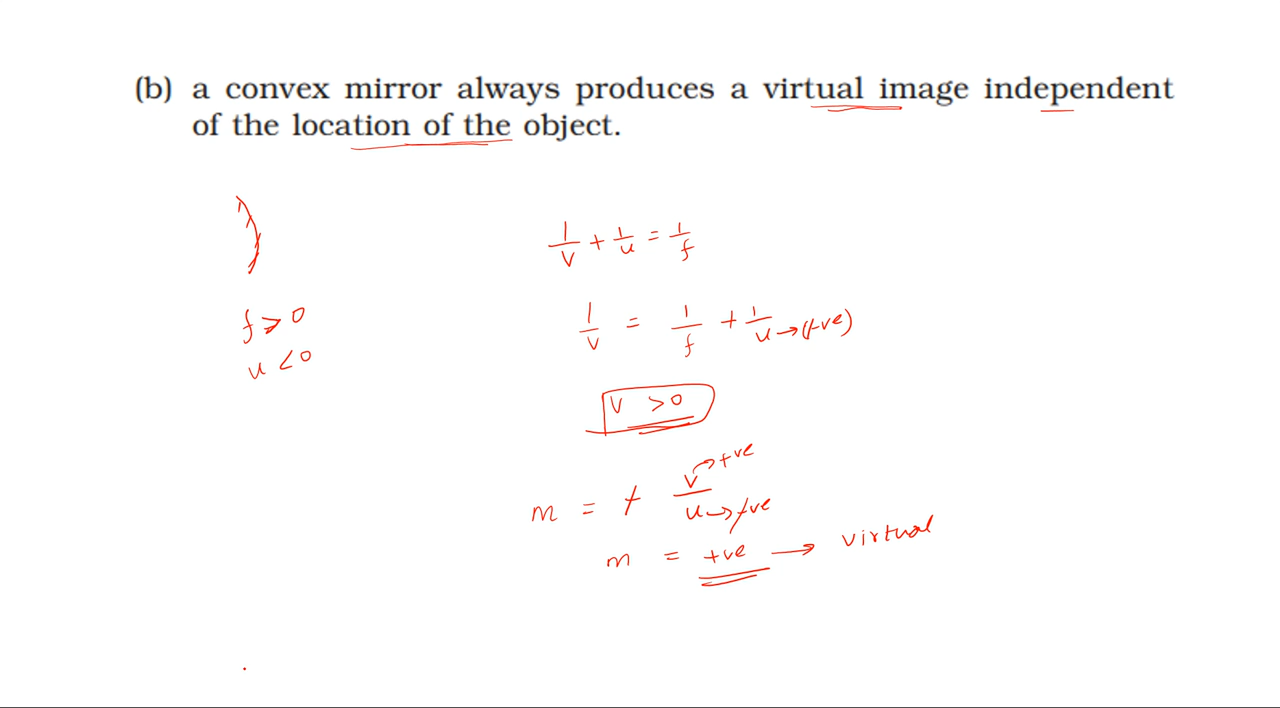 (b) a convex mirror always produces a virtual image independent
of the location of the object.
1/v + 1/u = 1/f
f > 0
1/v = 1/f + 1/u → (+ve)
u < 0
v > 0
m = + v → +ve / u → +ve
m = +ve → virtual